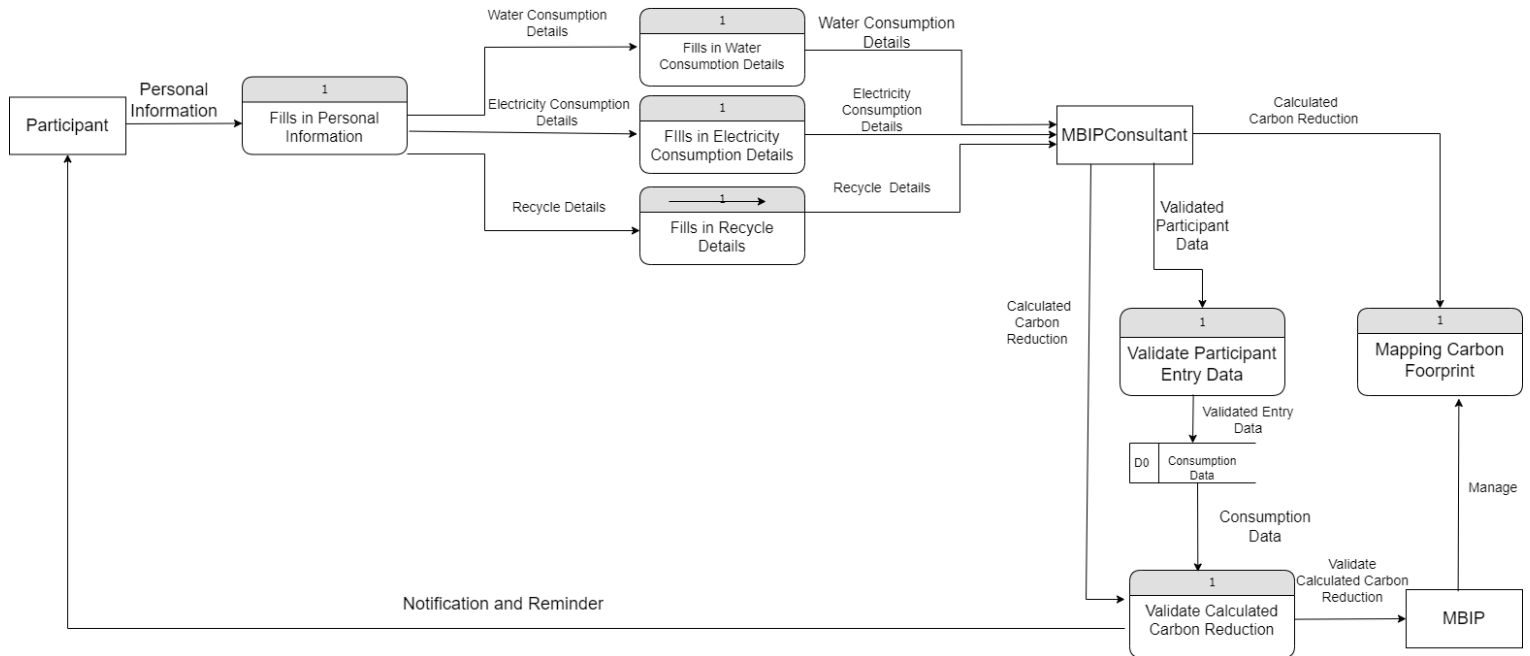 Participant
Personal
Information
1
Fills in Personal
Information
Water Consumption
Details
Electricity Consumption
Details
Recycle Details
1
Fills in Water
Consumption Details
1
FIlls in Electricity
Consumption Details
1
Fills in Recycle
Details
Water Consumption
Details
Electricity
Consumption
Details
Recycle  Details
MBIPConsultant
Calculated
Carbon Reduction
Validated
Participant
Data
Calculated
Carbon
Reduction
1
Validate Participant
Entry Data
1
Mapping Carbon
Foorprint
Validated Entry
Data
D0
Consumption
Data
Manage
Consumption
Data
1
Validate Calculated
Carbon Reduction
Validate
Calculated Carbon
Reduction
MBIP
Notification and Reminder